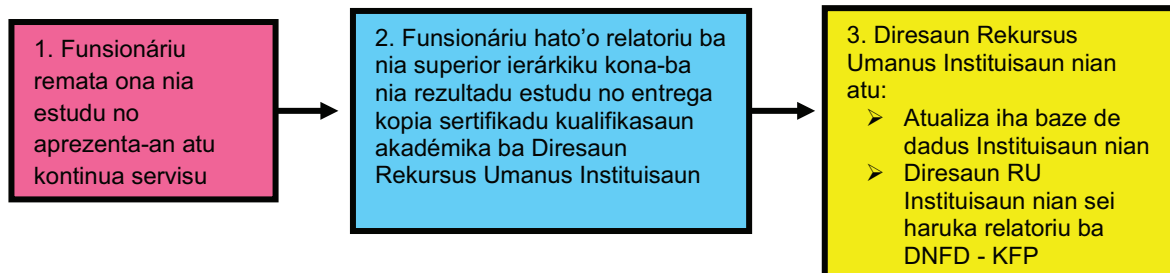 1. Funsionáriu
remata ona nia
estudu no
aprezenta-an atu
kontinua servisu
2. Funsionáriu hato’o relatoriu ba
nia superior ierárkiku kona-ba
nia rezultadu estudu no entrega
kopia sertifikadu kualifikasaun
akadémika ba Diresaun
Rekursus Umanus Instituisaun
3. Diresaun Rekursus
Umanus Instituisaun nian
atu:
➢ Atualiza iha baze de
dadus Instituisaun nian
➢ Diresaun RU
Instituisaun nian sei
haruka relatoriu ba
DNFD - KFP